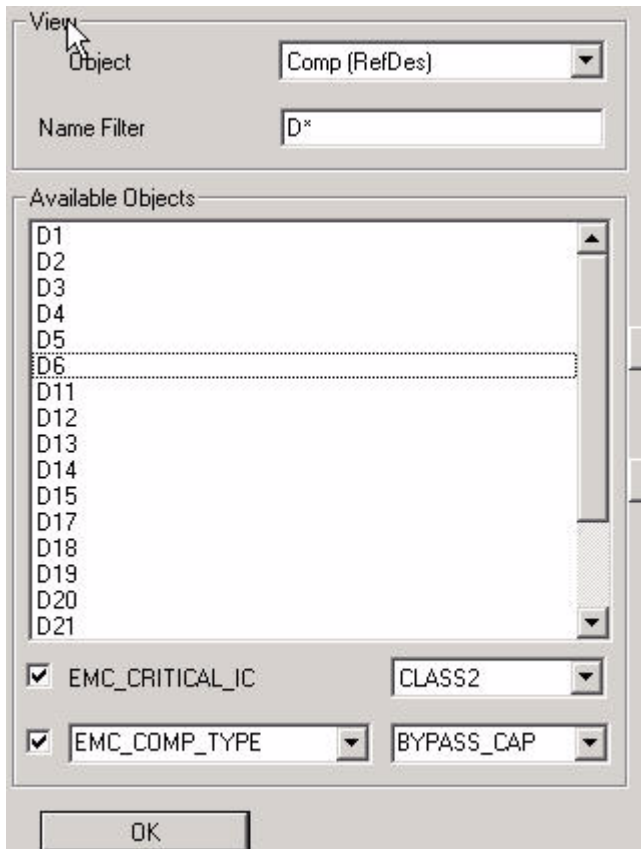 View
Object Comp (RefDes)
Name Filter D*
Available Objects
D1
D2
D3
D4
D5
D6
D11
D12
D13
D14
D15
D17
D18
D19
D20
D21
EMC_CRITICAL_IC CLASS2
EMC_COMP_TYPE BYPASS_CAP
OK